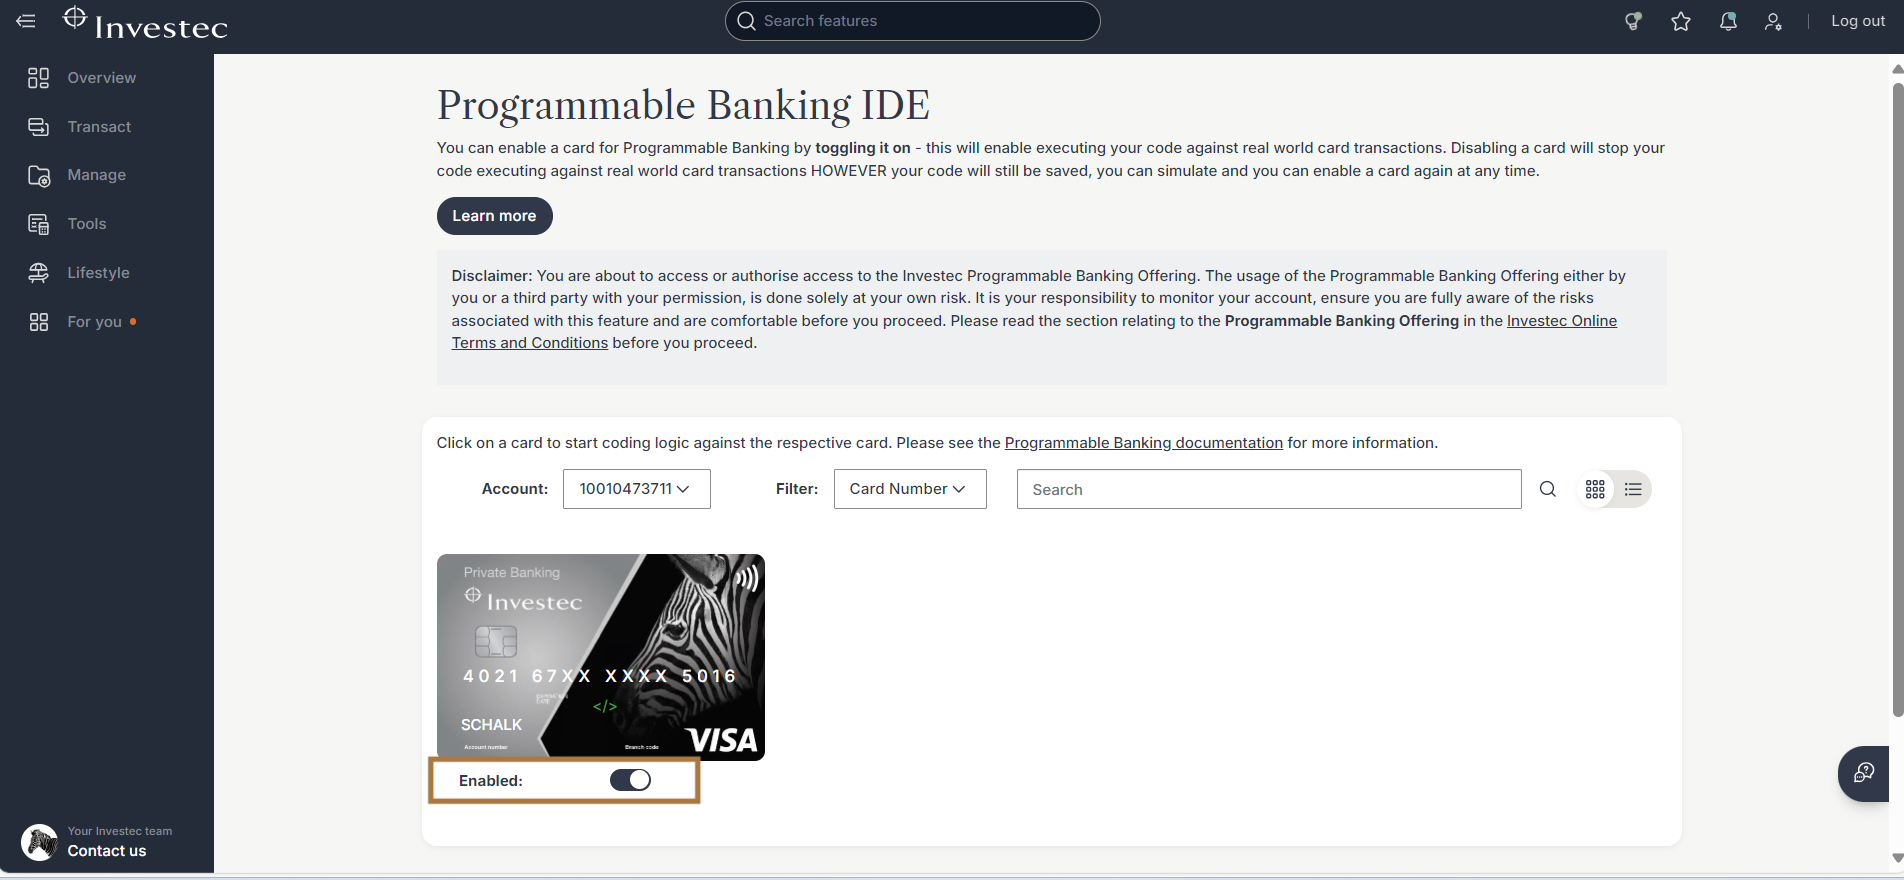 Investec
Search features
Log out
Overview
Transact
Manage
Tools
Lifestyle
For you
Your Investec team
Contact us
Programmable Banking IDE
You can enable a card for Programmable Banking by toggling it on - this will enable executing your code against real world card transactions. Disabling a card will stop your
code executing against real world card transactions HOWEVER your code will still be saved, you can simulate and you can enable a card again at any time.
Learn more
Disclaimer: You are about to access or authorise access to the Investec Programmable Banking Offering. The usage of the Programmable Banking Offering either by
you or a third party with your permission, is done solely at your own risk. It is your responsibility to monitor your account, ensure you are fully aware of the risks
associated with this feature and are comfortable before you proceed. Please read the section relating to the Programmable Banking Offering in the Investec Online
Terms and Conditions before you proceed.
Click on a card to start coding logic against the respective card. Please see the Programmable Banking documentation for more information.
Account: 10010473711 Filter: Card Number Search
Private Banking
Investec
4021 67XX XXXX 5016
</>
SCHALK
Account number Branch code
VISA
Enabled: